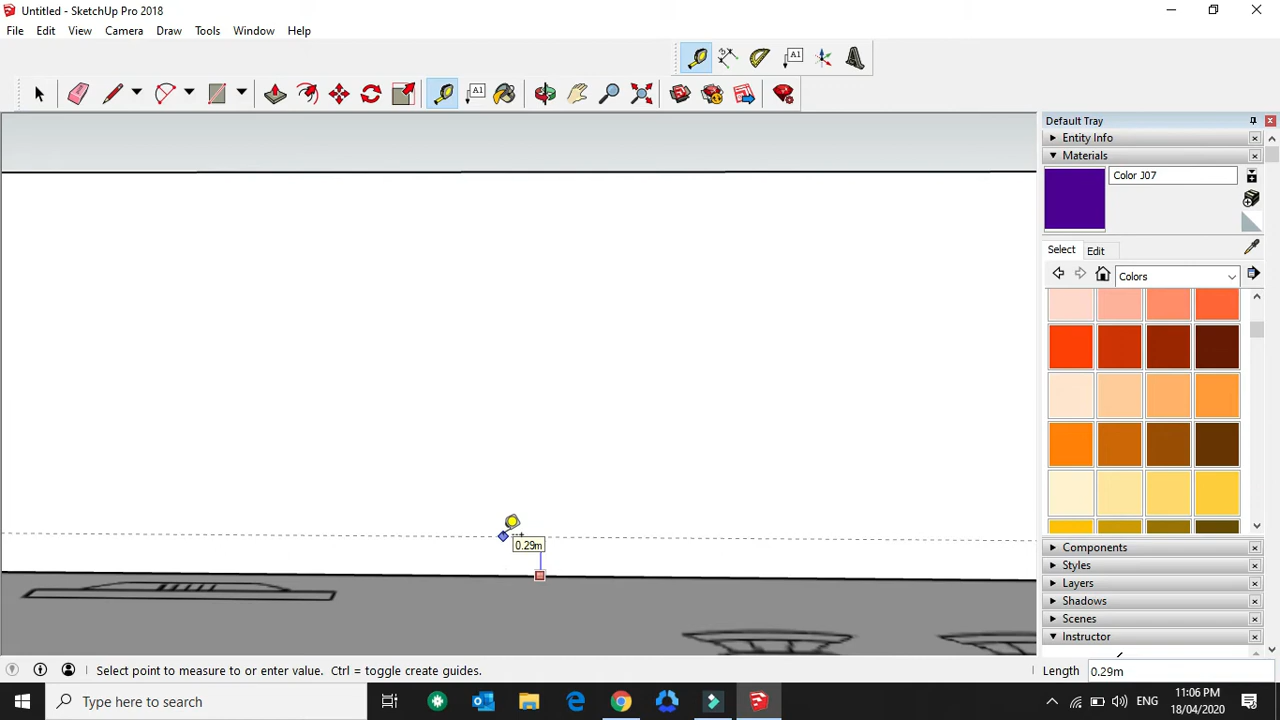 Untitled - SketchUp Pro 2018
File Edit View Camera Draw Tools Window Help
A1
A1
Default Tray
Entity Info
Materials
Color J07
Select Edit
Colors
0.29m
Components
Styles
Layers
Shadows
Scenes
Instructor
Select point to measure to or enter value. Ctrl = toggle create guides.
Length 0.29m
Type here to search
ENG
11:06 PM
18/04/2020